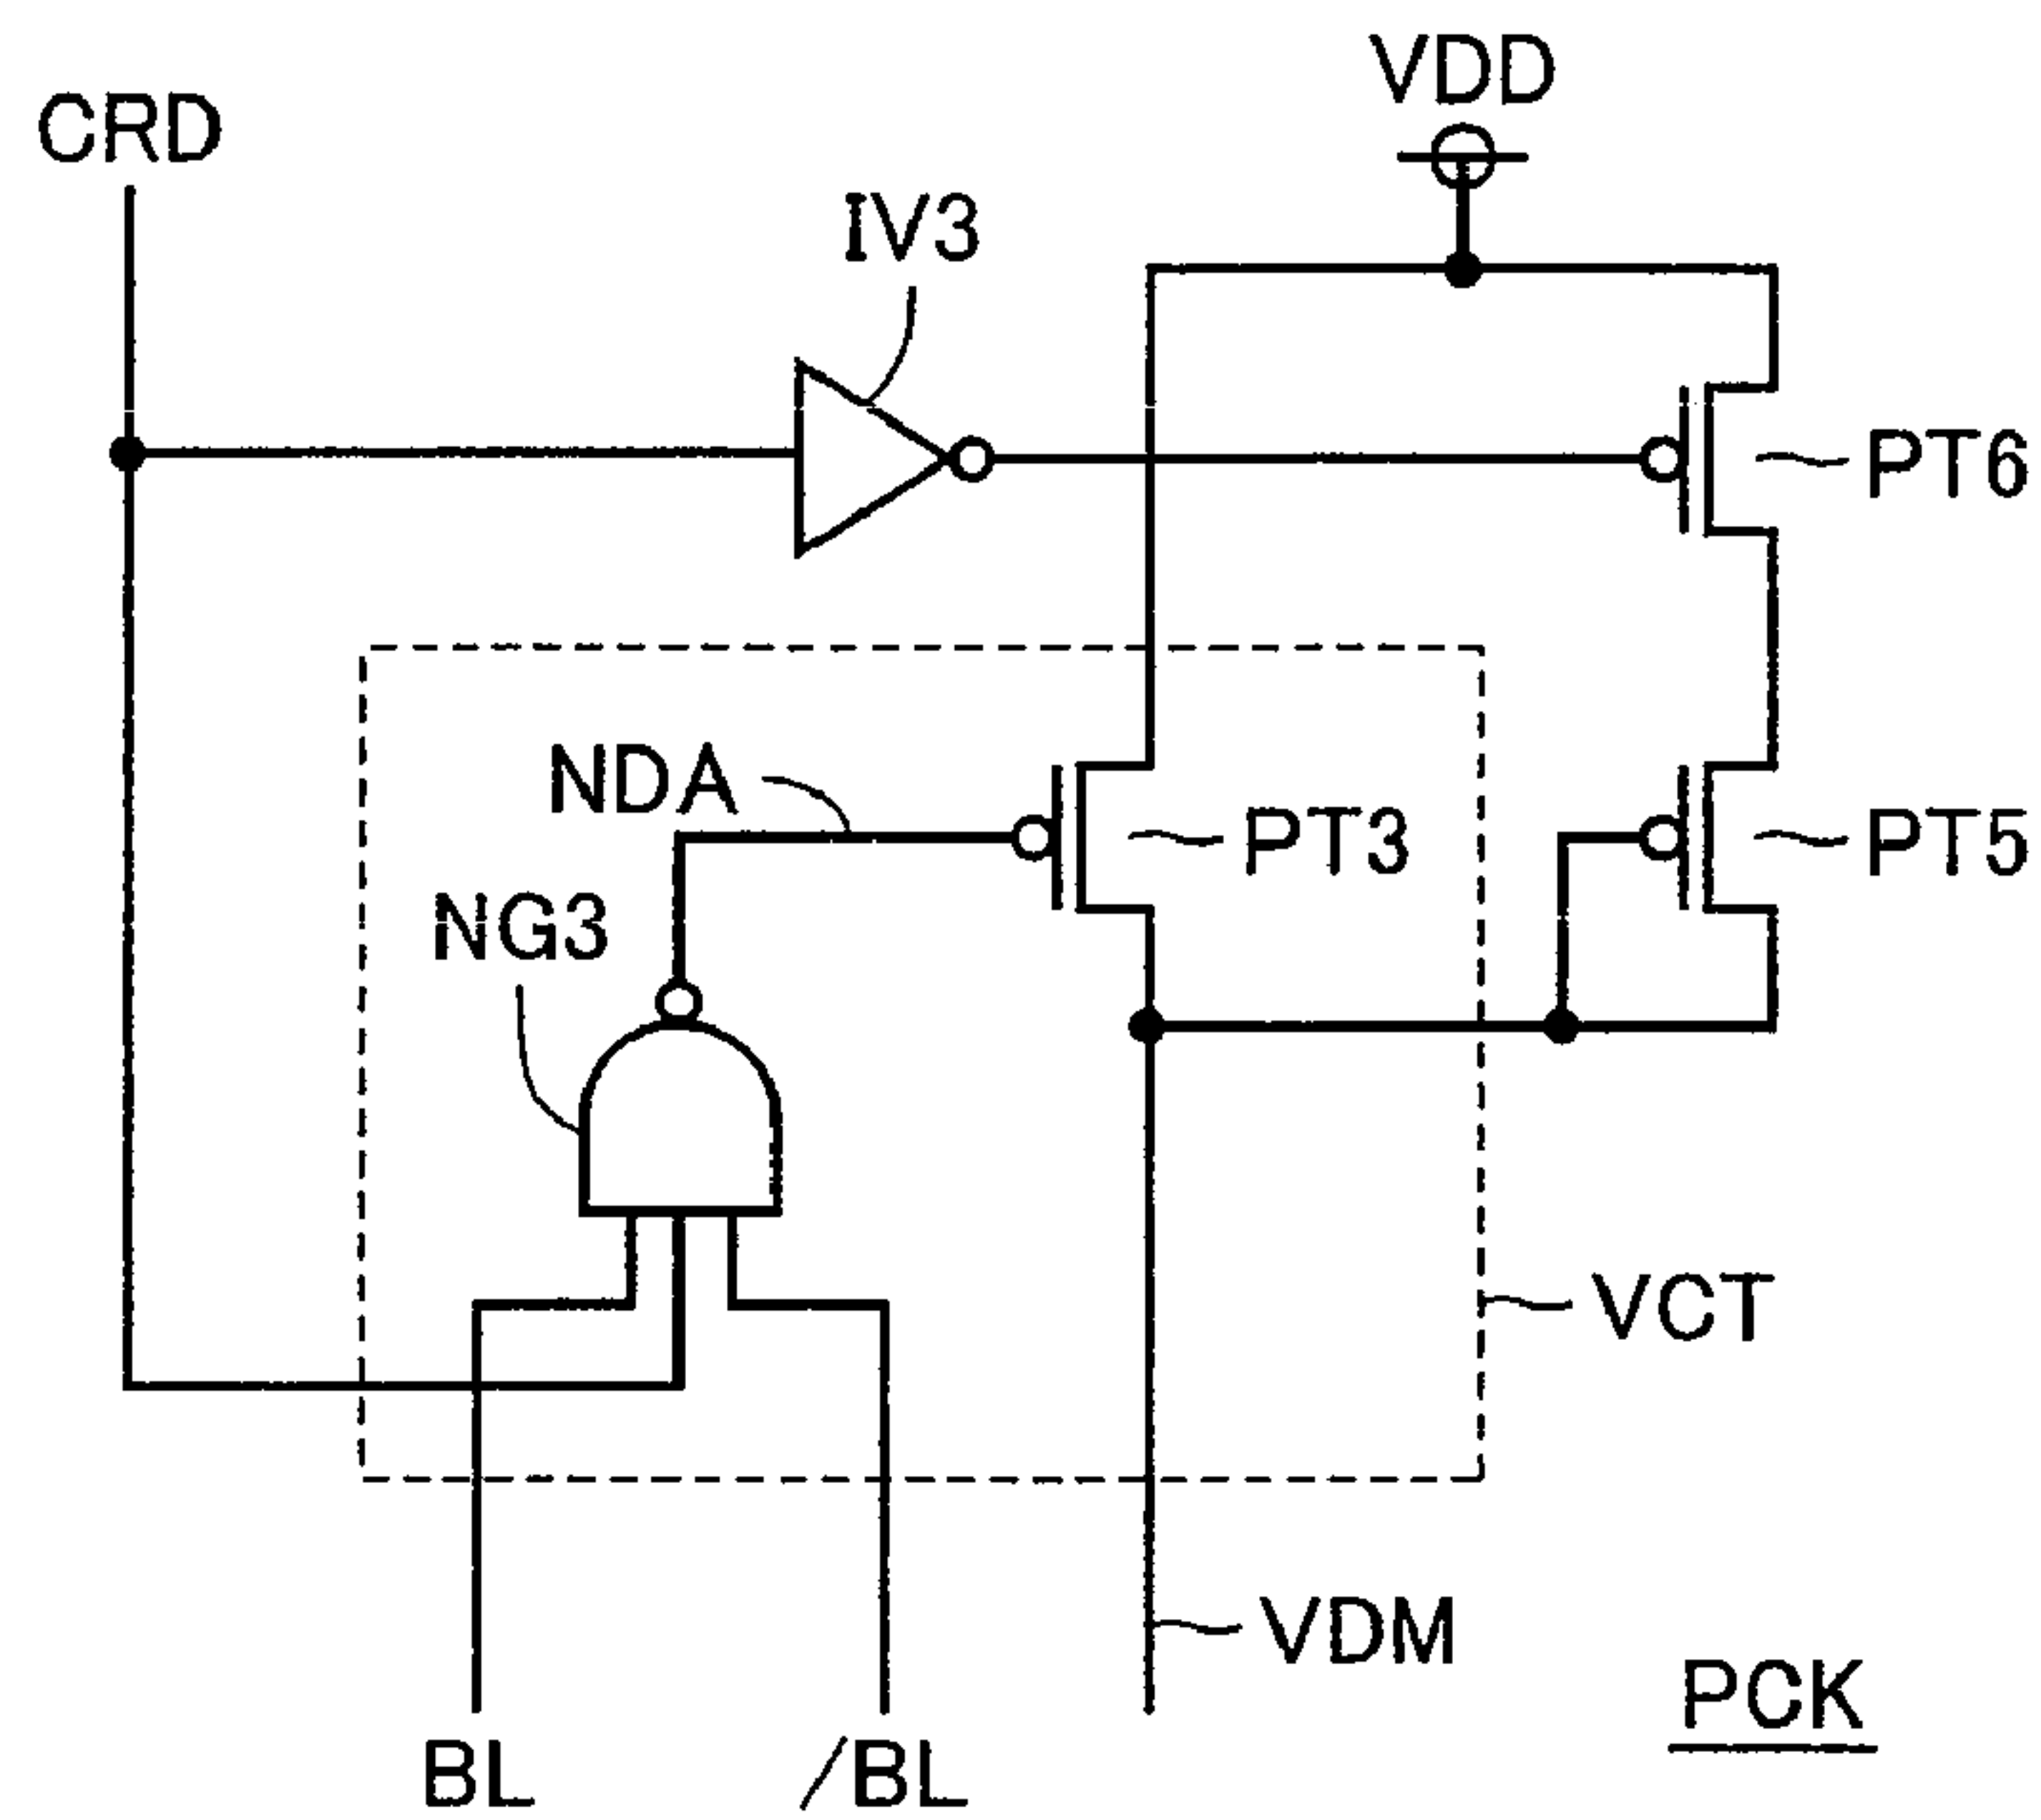 VDD
CRD
IV3
PT6
NDA
PT3
PT5
NG3
VCT
VDM
PCK
BL
/BL